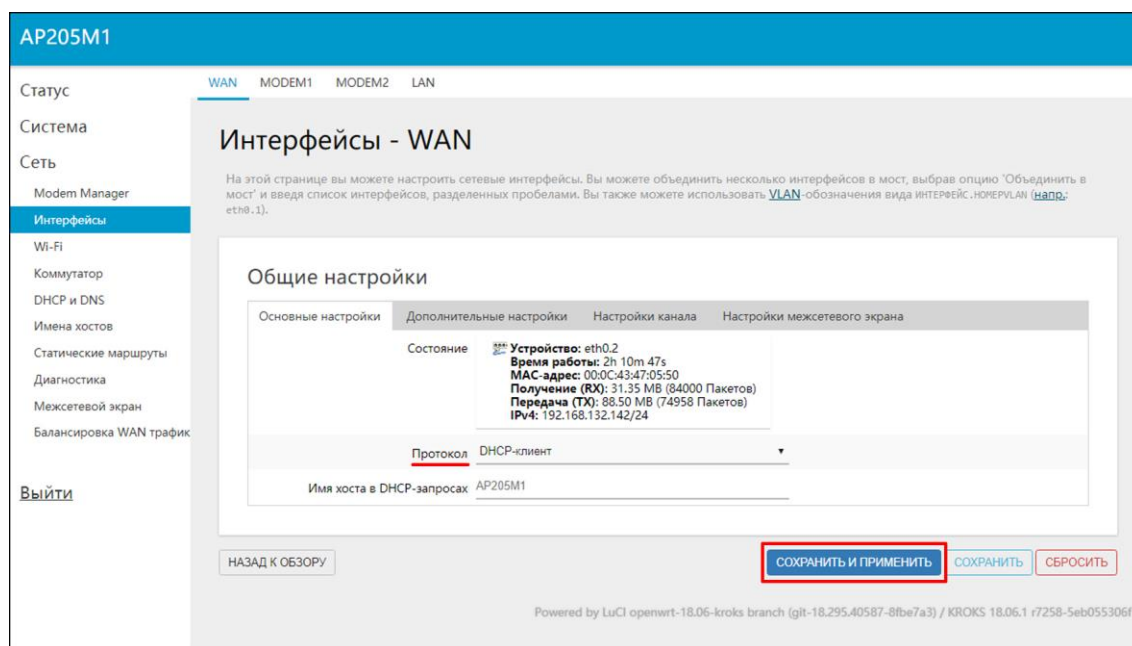 AP205M1
WAN MODEM1 MODEM2 LAN
Статус
Система
Сеть
Modem Manager
Интерфейсы
Wi-Fi
Коммутатор
DHCP и DNS
Имена хостов
Статические маршруты
Диагностика
Межсетевой экран
Балансировка WAN трафик
Выйти
Интерфейсы - WAN
На этой странице вы можете настроить сетевые интерфейсы. Вы можете объединить несколько интерфейсов в мост, выбрав опцию 'Объединить в
мост' и введя список интерфейсов, разделенных пробелами. Вы также можете использовать VLAN-обозначения вида ИНТЕРФЕЙС.НОМЕРVLAN (напр.:
eth0.1).
Общие настройки
Основные настройки Дополнительные настройки Настройки канала Настройки межсетевого экрана
Состояние
Устройство: eth0.2
Время работы: 2h 10m 47s
MAC-адрес: 00:0C:43:47:05:50
Получение (RX): 31.35 MB (84000 Пакетов)
Передача (TX): 88.50 MB (74958 Пакетов)
IPv4: 192.168.132.142/24
Протокол DHCP-клиент
Имя хоста в DHCP-запросах AP205M1
НАЗАД К ОБЗОРУ СОХРАНИТЬ И ПРИМЕНИТЬ СОХРАНИТЬ СБРОСИТЬ
Powered by LuCI openwrt-18.06-kroks branch (git-18.295.40587-8fbe7a3) / KROKS 18.06.1 r7258-5eb055306f